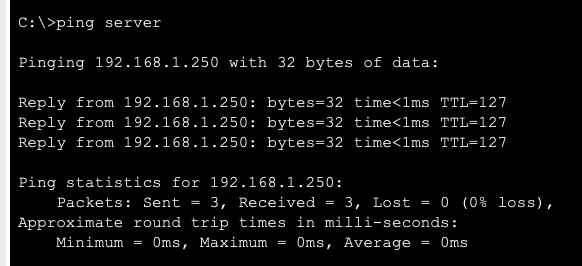 C:\>ping server
Pinging 192.168.1.250 with 32 bytes of data:
Reply from 192.168.1.250: bytes=32 time<1ms TTL=127
Reply from 192.168.1.250: bytes=32 time<1ms TTL=127
Reply from 192.168.1.250: bytes=32 time<1ms TTL=127
Ping statistics for 192.168.1.250:
Packets: Sent = 3, Received = 3, Lost = 0 (0% loss),
Approximate round trip times in milli-seconds:
Minimum = 0ms, Maximum = 0ms, Average = 0ms